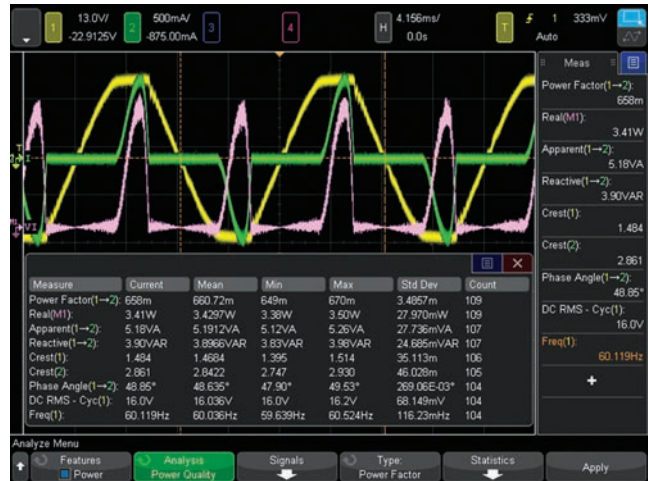 1 13.0V/ 2 500mA/ 3 4 H 4.156ms/ T 1 333mV
-22.9125V -875.00mA 0.0s Auto
Meas
Power Factor(1→2):
658m
Real(M1):
3.41W
Apparent(1→2):
5.18VA
Reactive(1→2):
3.90VAR
Crest(1):
1.484
Crest(2):
2.861
Phase Angle(1→2):
48.85°
DC RMS - Cyc(1):
16.0V
Freq(1):
60.119Hz
+
T
2 I
VI
Measure Current Mean Min Max Std Dev Count
Power Factor(1→2): 658m 660.72m 649m 670m 3.4857m 109
Real(M1): 3.41W 3.4297W 3.38W 3.50W 27.970mW 109
Apparent(1→2): 5.18VA 5.1912VA 5.12VA 5.26VA 27.736mVA 107
Reactive(1→2): 3.90VAR 3.8966VAR 3.83VAR 3.98VAR 24.685mVAR 107
Crest(1): 1.484 1.4684 1.395 1.514 35.113m 106
Crest(2): 2.861 2.8422 2.747 2.930 46.028m 105
Phase Angle(1→2): 48.85° 48.635° 47.90° 49.53° 269.06E-03° 104
DC RMS - Cyc(1): 16.0V 16.036V 16.0V 16.2V 68.149mV 104
Freq(1): 60.119Hz 60.036Hz 59.639Hz 60.524Hz 116.23mHz 104
Analyze Menu
Features Analysis Signals Type: Statistics Apply
Power Power Quality Power Factor